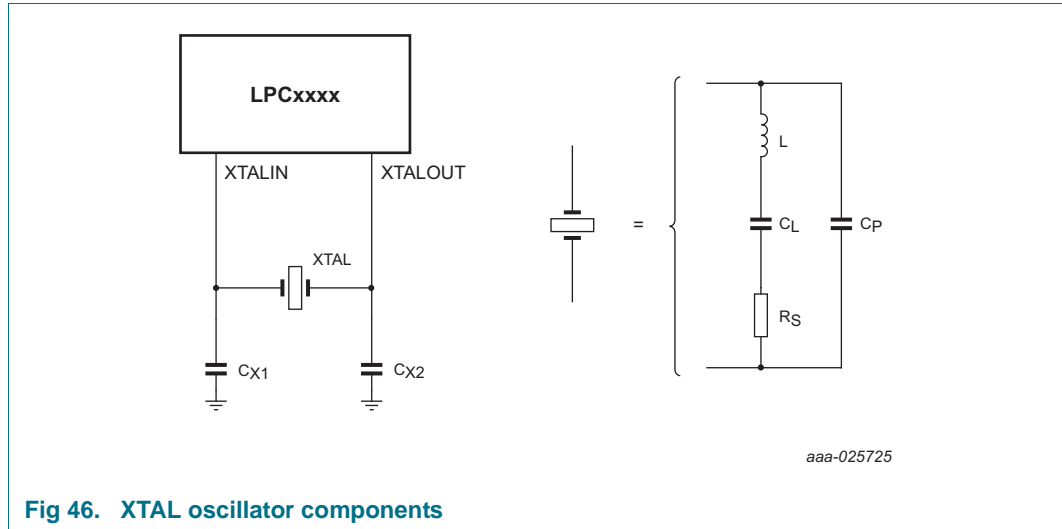 LPCxxxx
XTALIN
XTALOUT
XTAL
CX1
CX2
=
L
CL
CP
RS
aaa-025725
Fig 46. XTAL oscillator components